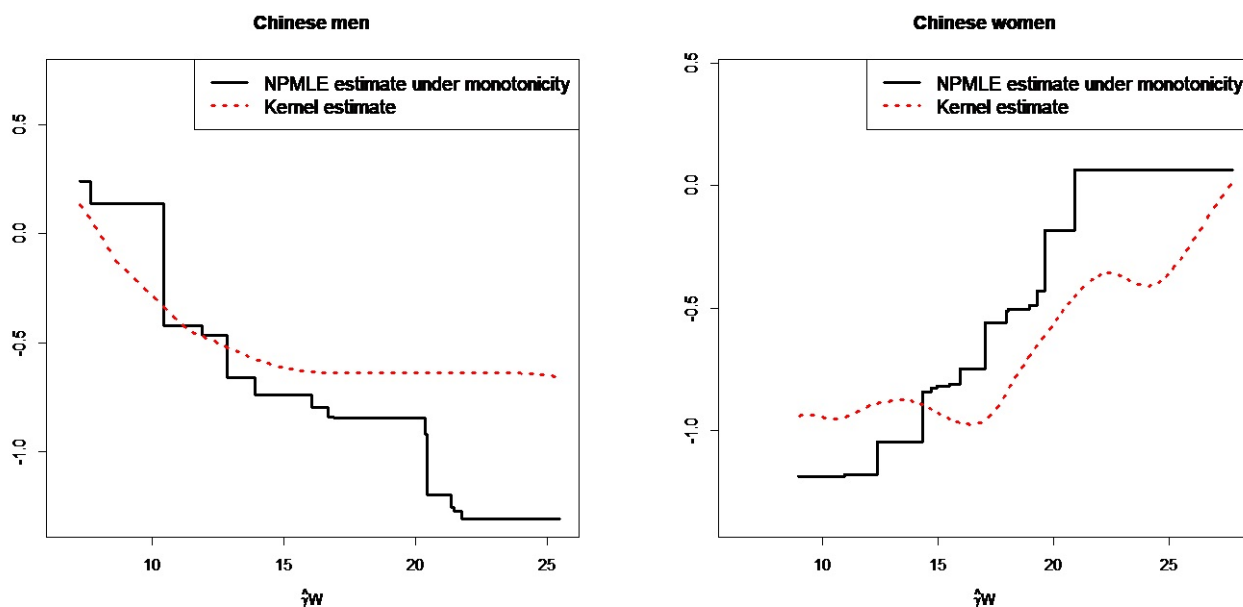 Chinese men
NPMLE estimate under monotonicity
Kernel estimate
0.5
0.0
-0.5
-1.0
10 15 20 25
γ̂W
Chinese women
NPMLE estimate under monotonicity
Kernel estimate
0.5
0.0
-0.5
-1.0
10 15 20 25
γ̂W